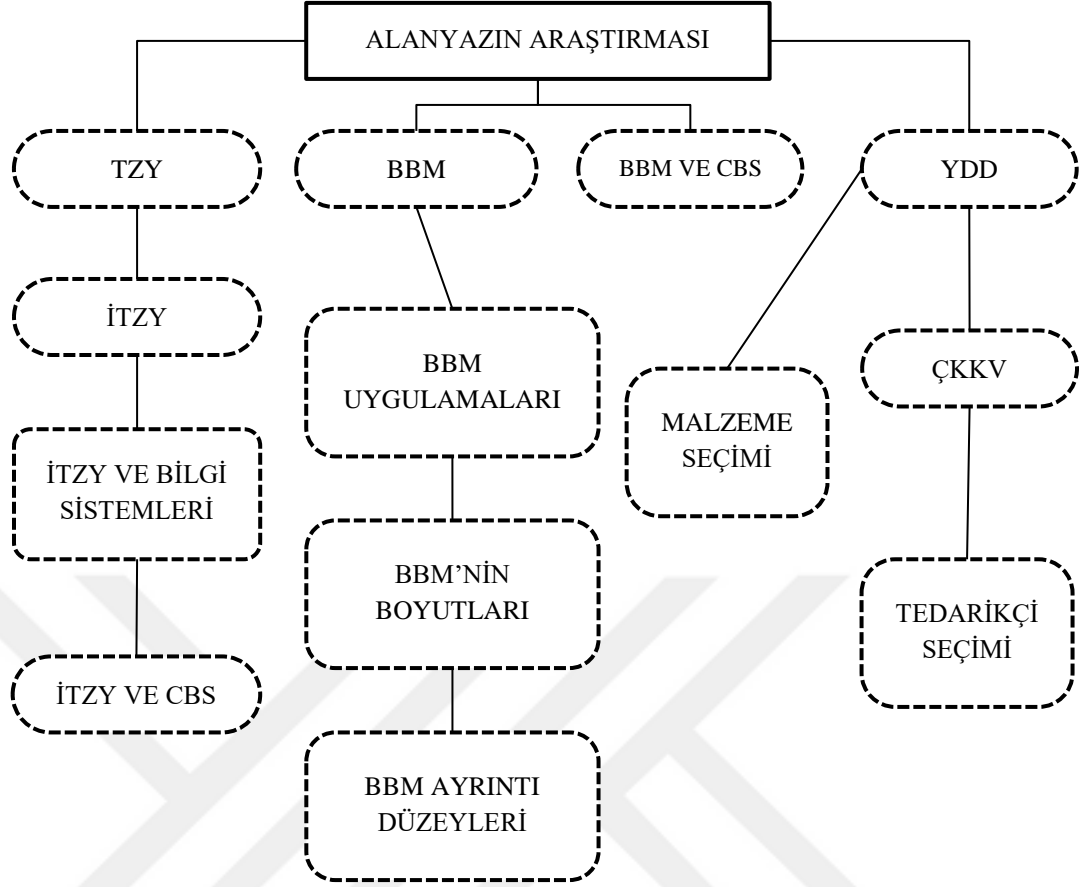 ALANYAZIN ARAŞTIRMASI
TZY
BBM
BBM VE CBS
YDD
İTZY
BBM
UYGULAMALARI
ÇKKV
MALZEME
SEÇİMİ
İTZY VE BİLGİ
SİSTEMLERİ
BBM’NİN
BOYUTLARI
TEDARİKÇİ
SEÇİMİ
İTZY VE CBS
BBM AYRINTI
DÜZEYLERİ